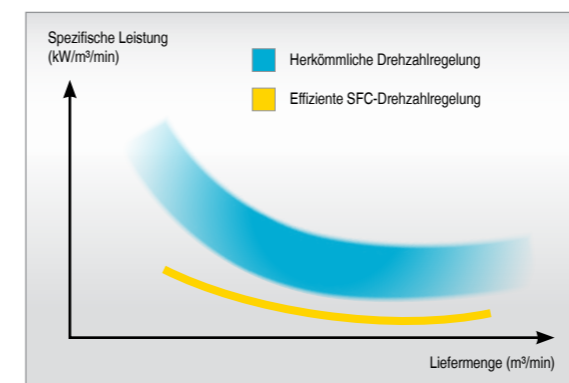 Spezifische Leistung
(kW/m³/min)
Herkömmliche Drehzahlregelung
Effiziente SFC-Drehzahlregelung
Liefermenge (m³/min)